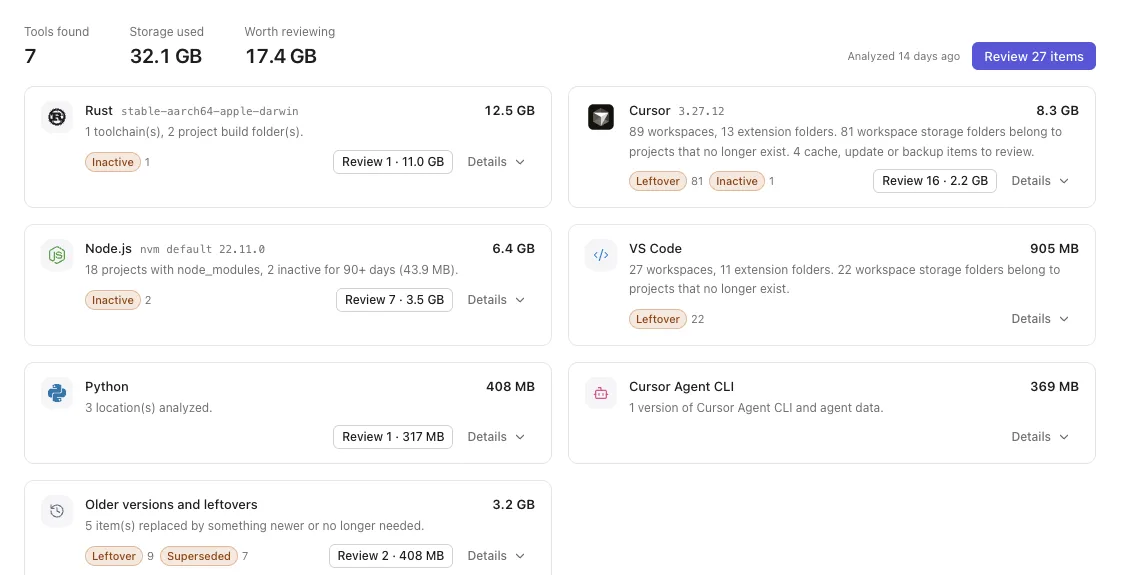 Tools found
7
Storage used
32.1 GB
Worth reviewing
17.4 GB
Analyzed 14 days ago
Review 27 items
Rust stable-aarch64-apple-darwin
12.5 GB
1 toolchain(s), 2 project build folder(s).
Inactive 1
Review 1 · 11.0 GB
Details
Cursor 3.27.12
8.3 GB
89 workspaces, 13 extension folders. 81 workspace storage folders belong to
projects that no longer exist. 4 cache, update or backup items to review.
Leftover 81 Inactive 1
Review 16 · 2.2 GB
Details
JS
Node.js nvm default 22.11.0
6.4 GB
18 projects with node_modules, 2 inactive for 90+ days (43.9 MB).
Inactive 2
Review 7 · 3.5 GB
Details
VS Code
905 MB
27 workspaces, 11 extension folders. 22 workspace storage folders belong to
projects that no longer exist.
Leftover 22
Details
Python
408 MB
3 location(s) analyzed.
Review 1 · 317 MB
Details
Cursor Agent CLI
369 MB
1 version of Cursor Agent CLI and agent data.
Details
Older versions and leftovers
3.2 GB
5 item(s) replaced by something newer or no longer needed.
Leftover 9 Superseded 7
Review 2 · 408 MB
Details